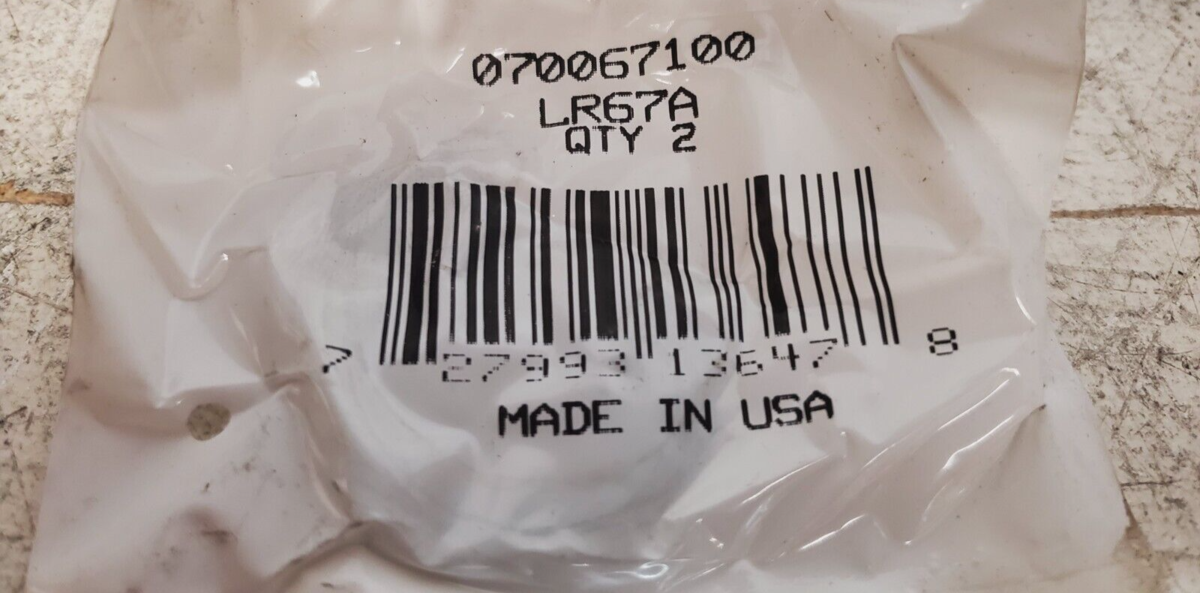 070067100
LR67A
QTY 2
7 27993 13647 8
MADE IN USA